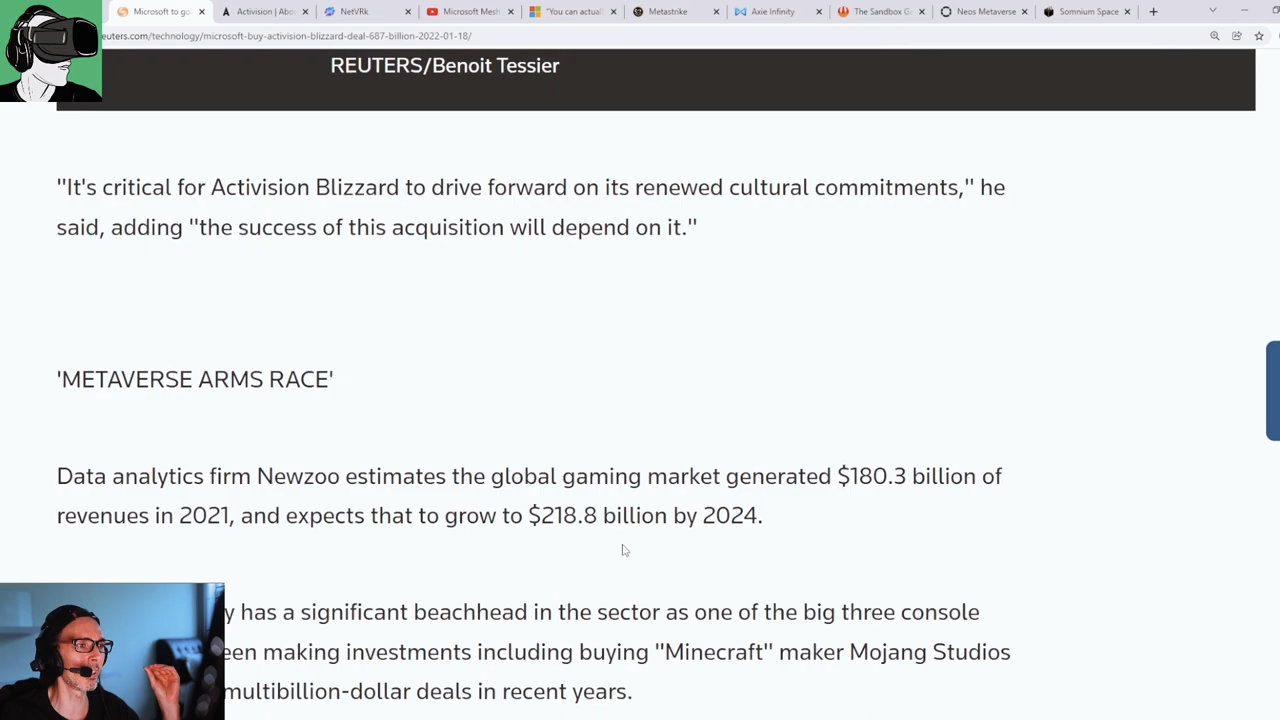 Microsoft to go
Activision | Abo
NetVRk
Microsoft Mesh
"You can actual
Metastrike
Axie Infinity
The Sandbox G
Neos Metaverse
Somnium Space
euters.com/technology/microsoft-buy-activision-blizzard-deal-687-billion-2022-01-18/
REUTERS/Benoit Tessier
"It's critical for Activision Blizzard to drive forward on its renewed cultural commitments," he
said, adding "the success of this acquisition will depend on it."
'METAVERSE ARMS RACE'
Data analytics firm Newzoo estimates the global gaming market generated $180.3 billion of
revenues in 2021, and expects that to grow to $218.8 billion by 2024.
y has a significant beachhead in the sector as one of the big three console
een making investments including buying "Minecraft" maker Mojang Studios
multibillion-dollar deals in recent years.